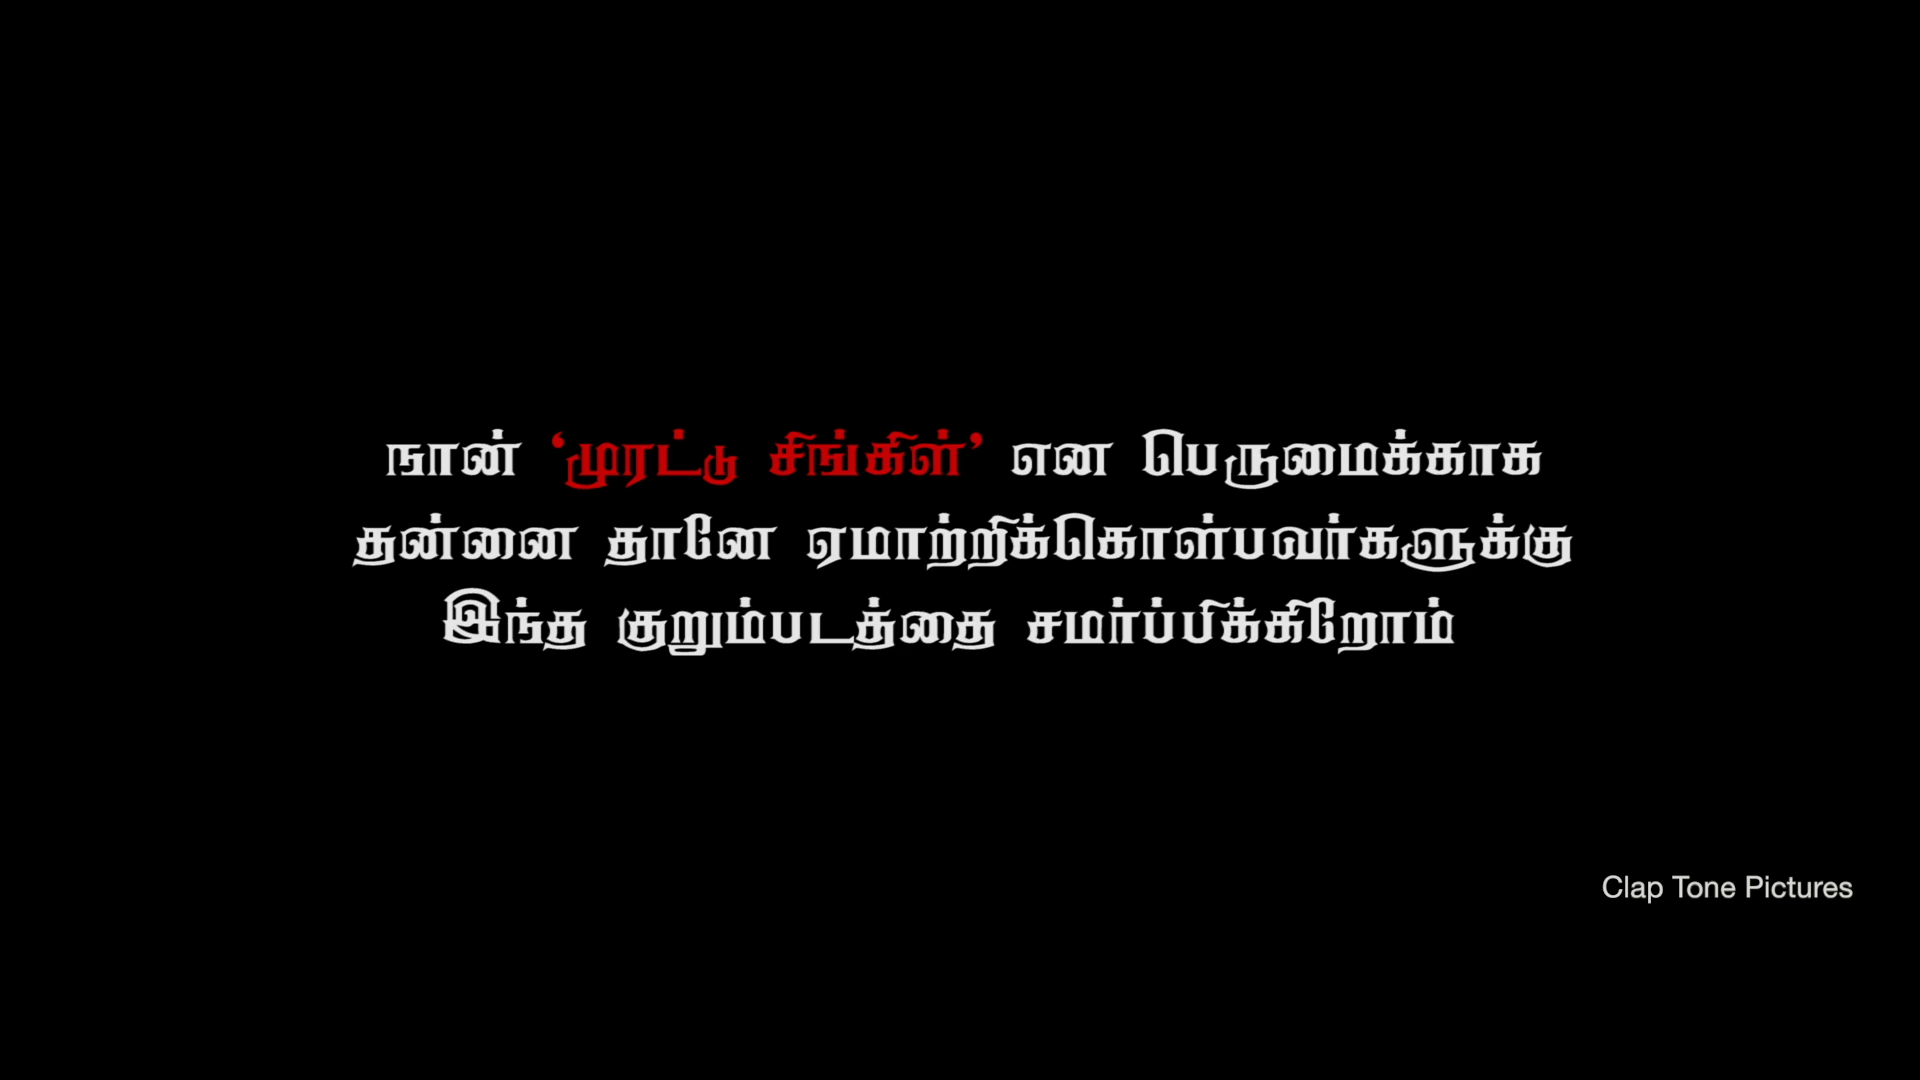 நான் ‘முரட்டு சிங்கிள்’ என பெருமைக்காக
தன்னை தானே ஏமாற்றிக்கொள்பவர்களுக்கு
இந்த குறும்படத்தை சமர்ப்பிக்கிறோம்
Clap Tone Pictures